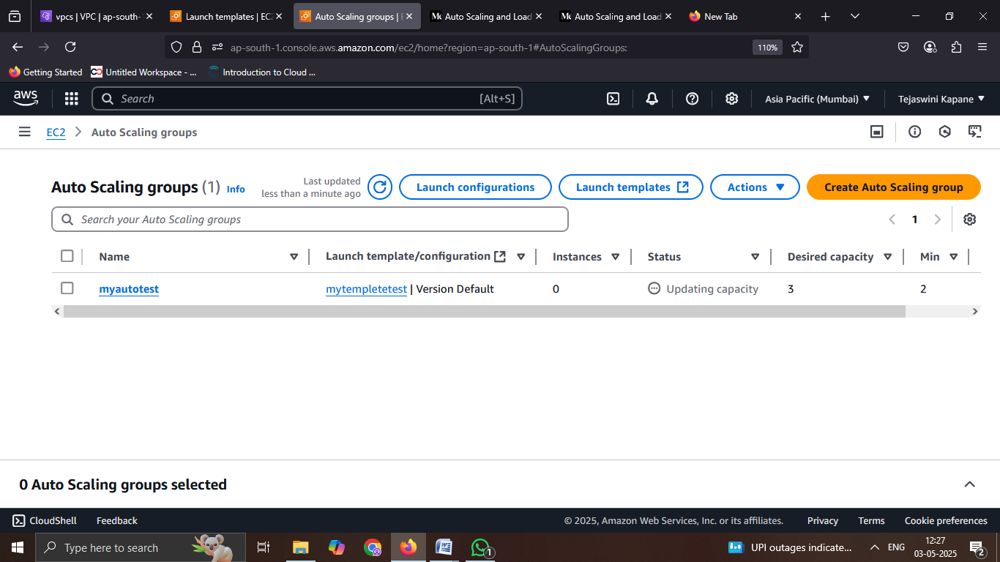 vpcs | VPC | ap-south-1
Launch templates | EC2
Auto Scaling groups | E
Auto Scaling and Load
Auto Scaling and Load
New Tab
ap-south-1.console.aws.amazon.com/ec2/home?region=ap-south-1#AutoScalingGroups:
110%
Getting Started
Untitled Workspace - ...
Introduction to Cloud ...
aws
Search
[Alt+S]
Asia Pacific (Mumbai)
Tejaswini Kapane
EC2
Auto Scaling groups
Auto Scaling groups (1) Info
Last updated
less than a minute ago
Launch configurations
Launch templates
Actions
Create Auto Scaling group
Search your Auto Scaling groups
1
Name
Launch template/configuration
Instances
Status
Desired capacity
Min
myautotest
mytempletetest | Version Default
0
Updating capacity
3
2
0 Auto Scaling groups selected
CloudShell
Feedback
© 2025, Amazon Web Services, Inc. or its affiliates.
Privacy
Terms
Cookie preferences
Type here to search
1
UPI outages indicate...
ENG
12:27
03-05-2025
2